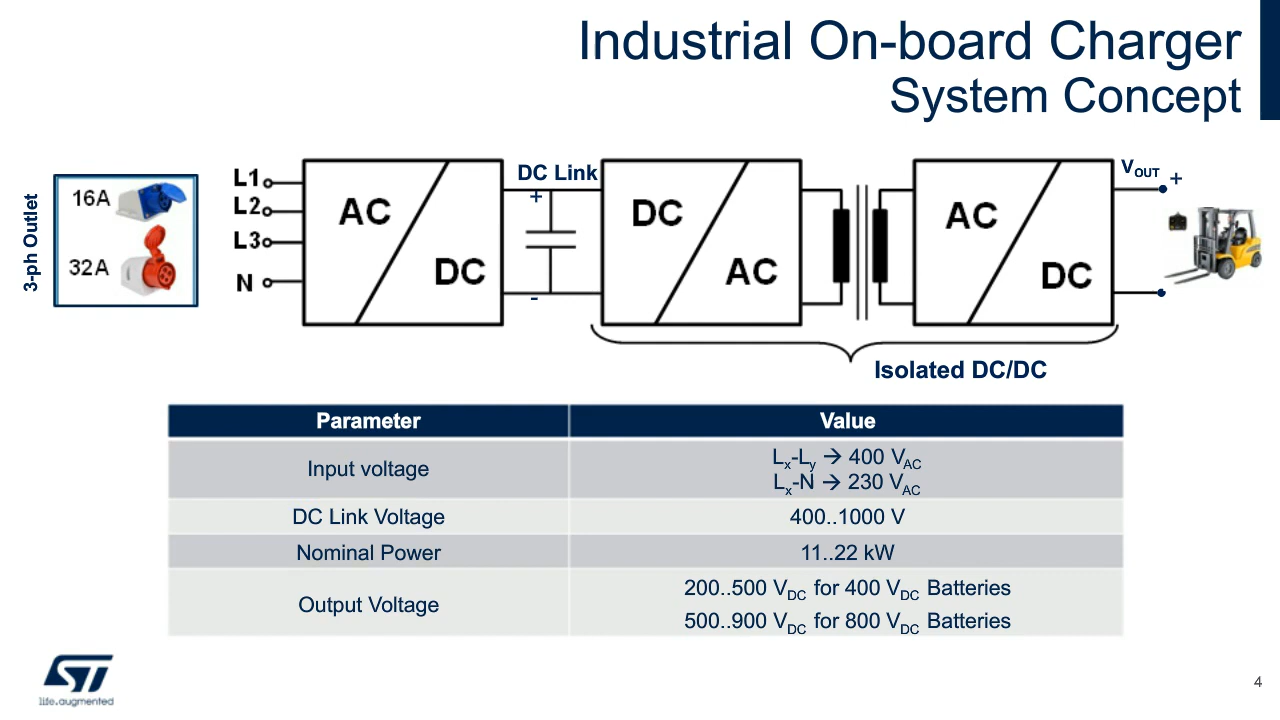 Industrial On-board Charger
System Concept
3-ph Outlet
16A
32A
L1
L2
L3
N
AC
DC
DC Link
+
-
DC
AC
AC
DC
VOUT +
Isolated DC/DC
Parameter Value
Input voltage
Lx-Ly → 400 VAC
Lx-N → 230 VAC
DC Link Voltage 400..1000 V
Nominal Power 11..22 kW
Output Voltage
200..500 VDC for 400 VDC Batteries
500..900 VDC for 800 VDC Batteries
ST
life.augmented
4